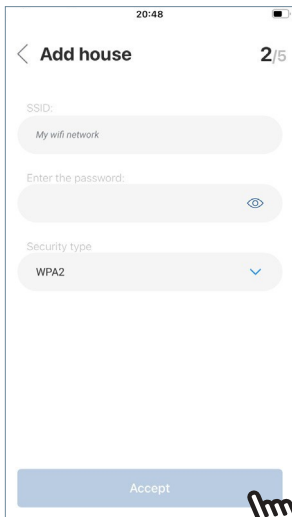 20:48
Add house 2/5
SSID:
My wifi network
Enter the password:
Security type
WPA2
Accept